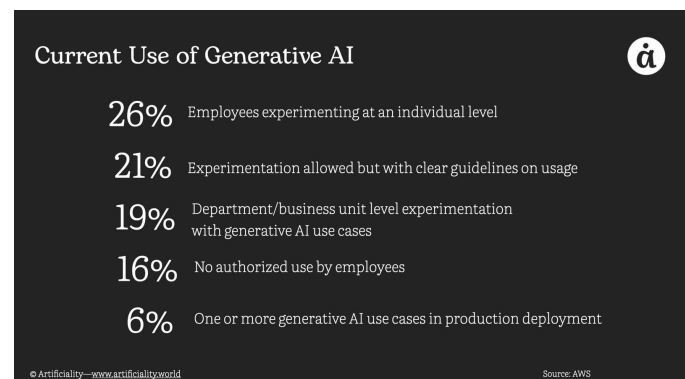 Current Use of Generative AI
ȧ
26% Employees experimenting at an individual level
21% Experimentation allowed but with clear guidelines on usage
19% Department/business unit level experimentation
with generative AI use cases
16% No authorized use by employees
6% One or more generative AI use cases in production deployment
© Artificiality—www.artificiality.world
Source: AWS